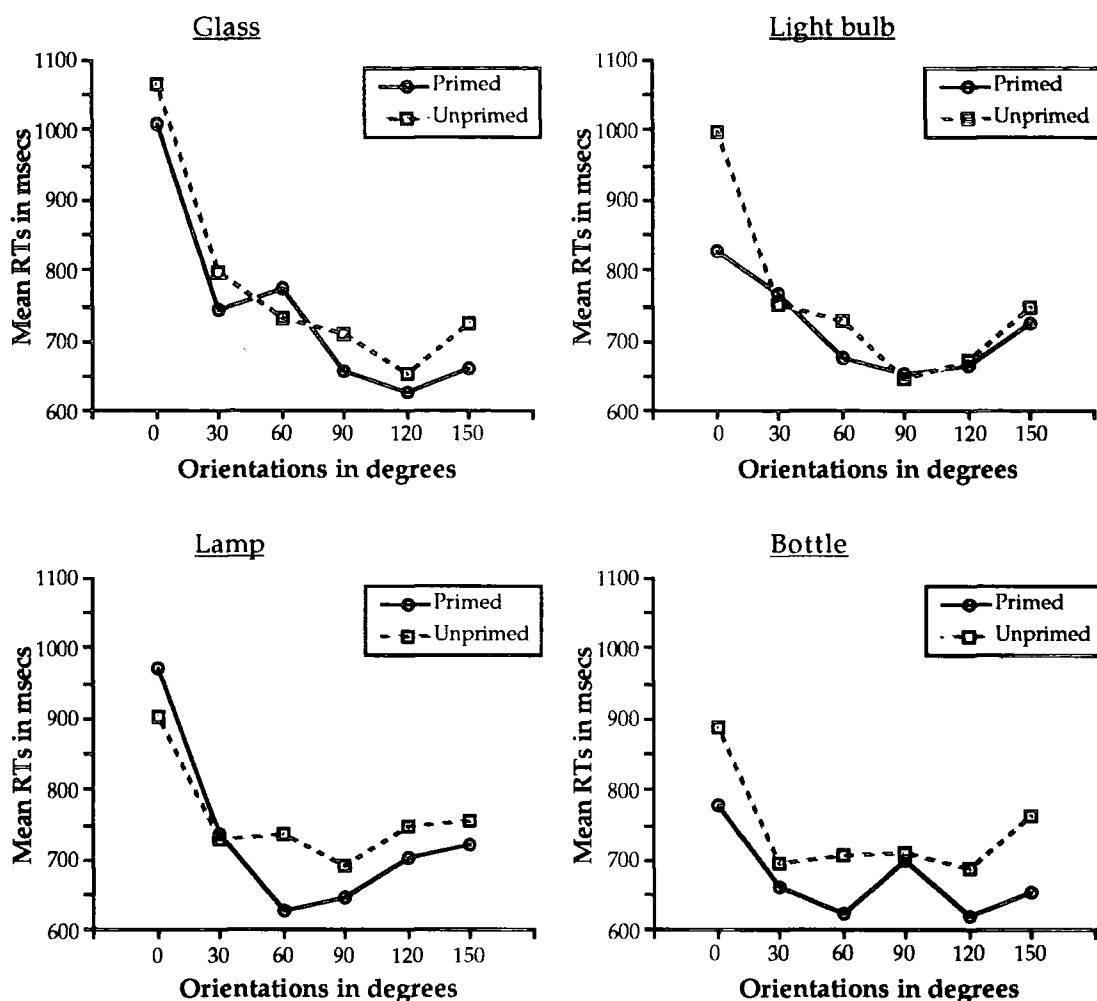 Glass
1100
1000
900
800
700
600
Mean RTs in msecs
Primed
Unprimed
0 30 60 90 120 150
Orientations in degrees
Light bulb
1100
1000
900
800
700
600
Mean RTs in msecs
Primed
Unprimed
0 30 60 90 120 150
Orientations in degrees
Lamp
1100
1000
900
800
700
600
Mean RTs in msecs
Primed
Unprimed
0 30 60 90 120 150
Orientations in degrees
Bottle
1100
1000
900
800
700
600
Mean RTs in msecs
Primed
Unprimed
0 30 60 90 120 150
Orientations in degrees